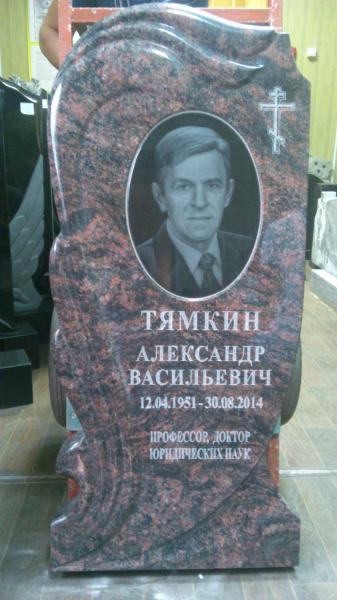 ТЯМКИН
АЛЕКСАНДР
ВАСИЛЬЕВИЧ
12.04.1951 - 30.08.2014
ПРОФЕССОР, ДОКТОР
ЮРИДИЧЕСКИХ НАУК